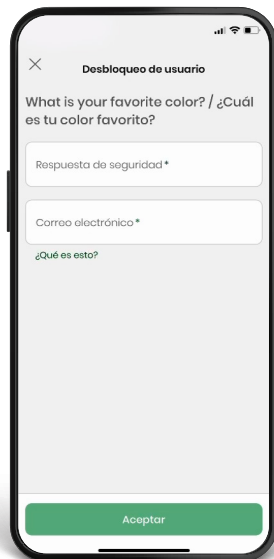 Desbloqueo de usuario
What is your favorite color? / ¿Cuál
es tu color favorito?
Respuesta de seguridad *
Correo electrónico *
¿Qué es esto?
Aceptar